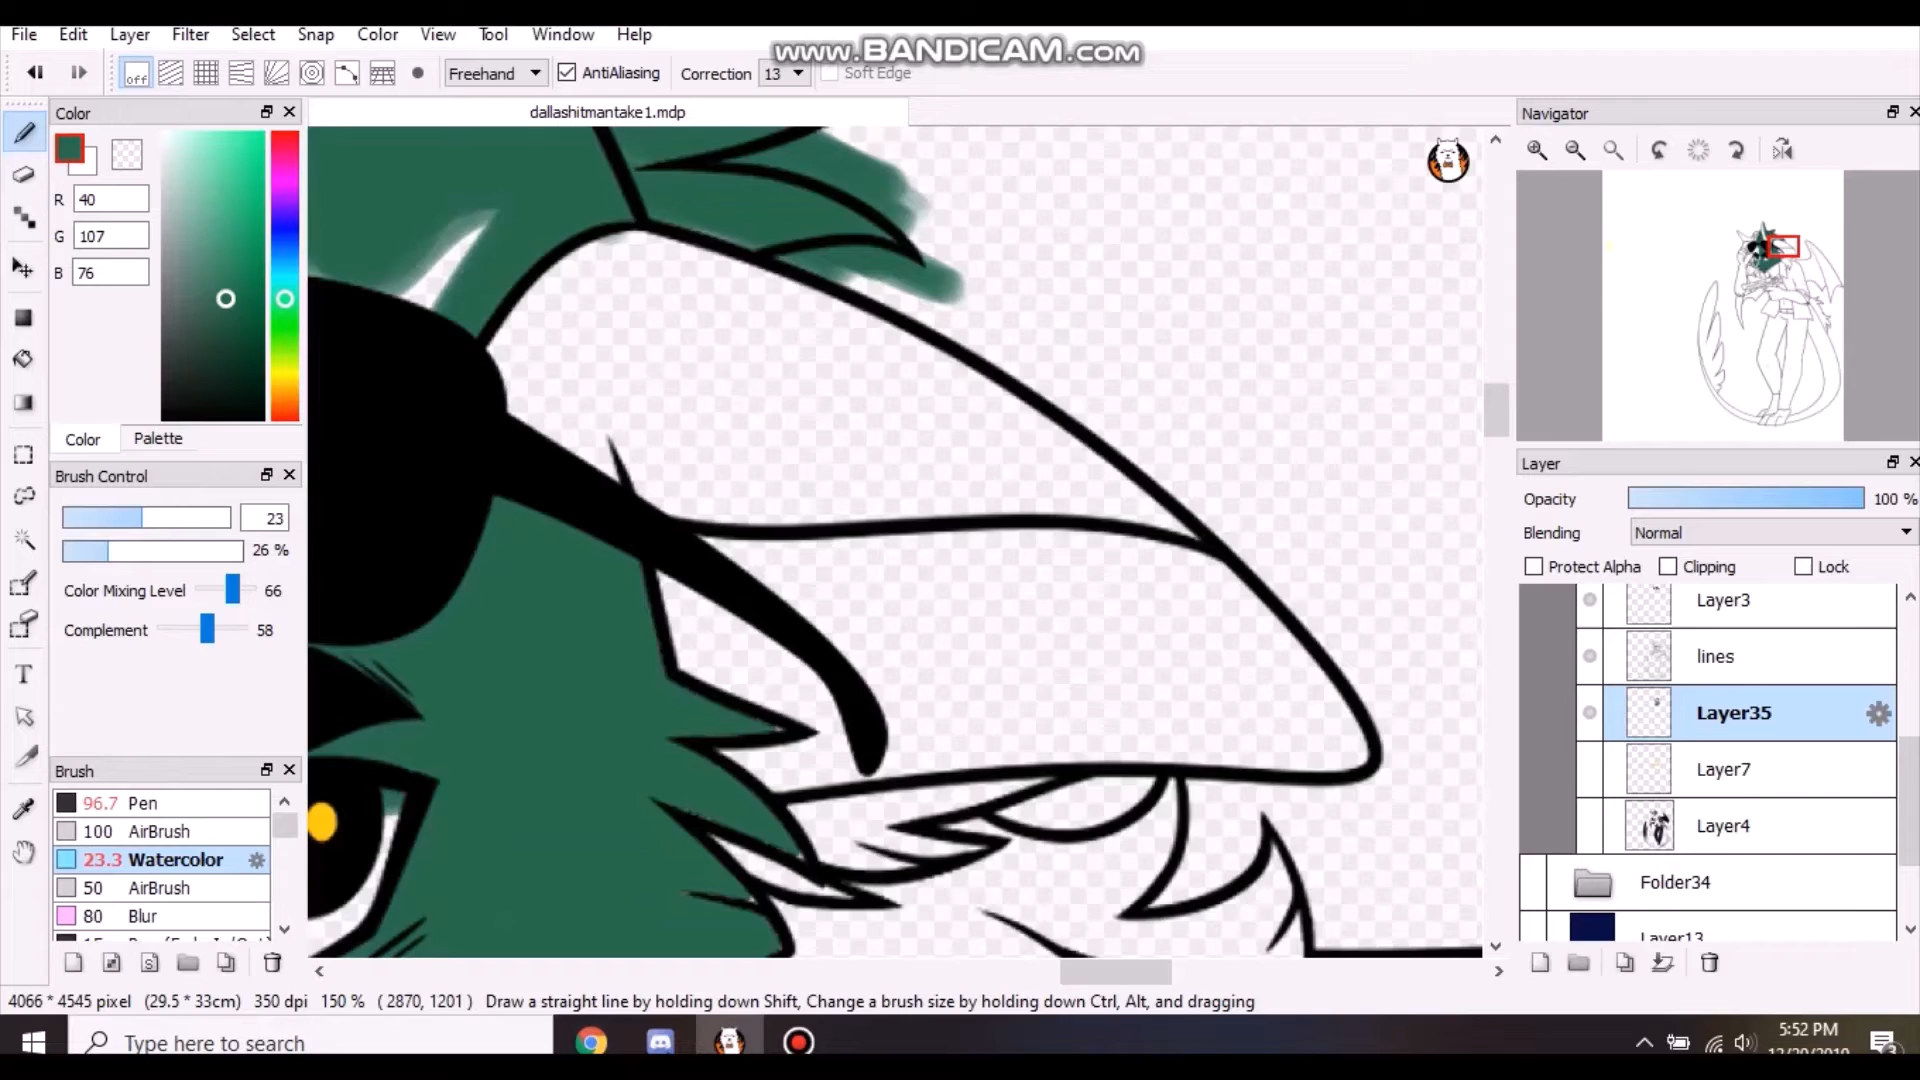 File Edit Layer Filter Select Snap Color View Tool Window Help
www.BANDICAM.com
off Freehand AntiAliasing Correction 13 Soft Edge
Color
dallashitmantake1.mdp
Navigator
R 40
G 107
B 76
Color Palette
Brush Control
23
26 %
Color Mixing Level 66
Complement 58
Brush
96.7 Pen
100 AirBrush
23.3 Watercolor
50 AirBrush
80 Blur
Layer
Opacity 100 %
Blending Normal
Protect Alpha Clipping Lock
Layer3
lines
Layer35
Layer7
Layer4
Folder34
Layer13
4066 * 4545 pixel (29.5 * 33cm) 350 dpi 150 % ( 2870, 1201 ) Draw a straight line by holding down Shift, Change a brush size by holding down Ctrl, Alt, and dragging
Type here to search
5:52 PM